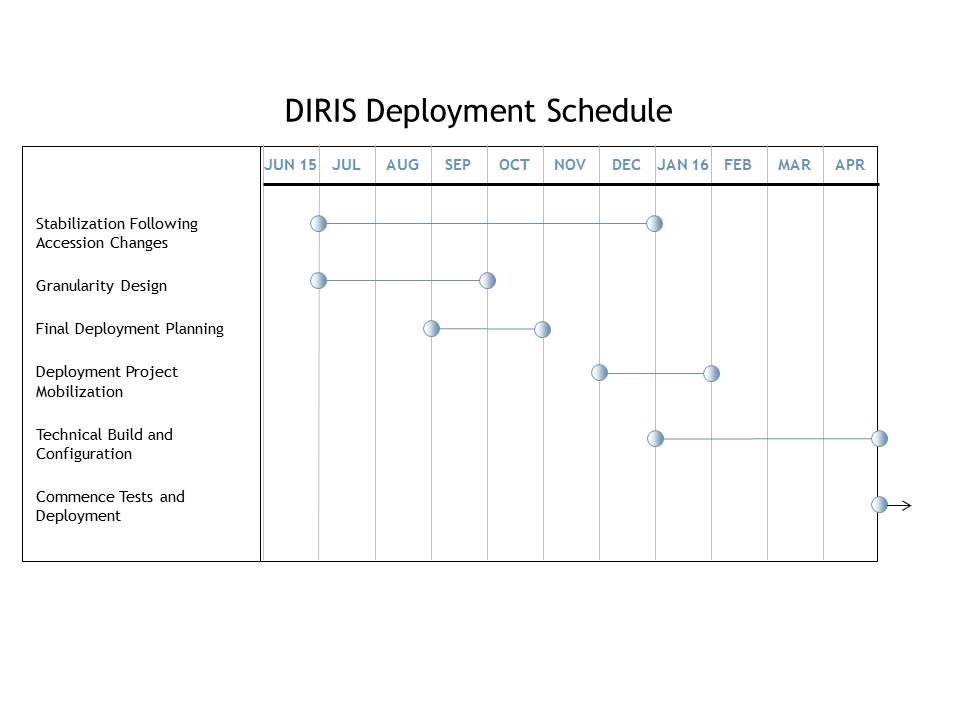 DIRIS Deployment Schedule
JUN 15 JUL AUG SEP OCT NOV DEC JAN 16 FEB MAR APR
Stabilization Following
Accession Changes
Granularity Design
Final Deployment Planning
Deployment Project
Mobilization
Technical Build and
Configuration
Commence Tests and
Deployment